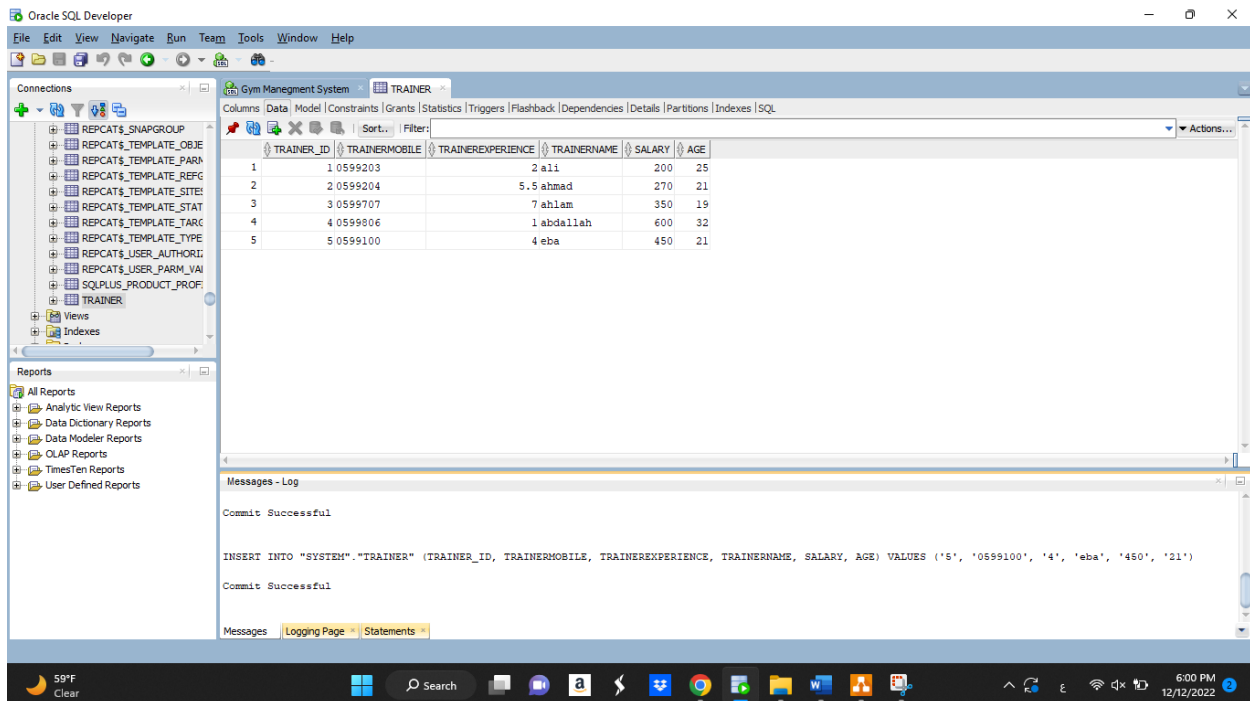 Oracle SQL Developer
File Edit View Navigate Run Team Tools Window Help
Connections
Gym Manegment System
TRAINER
Columns Data Model Constraints Grants Statistics Triggers Flashback Dependencies Details Partitions Indexes SQL
Sort.. Filter: Actions...
TRAINER_ID TRAINERMOBILE TRAINEREXPERIENCE TRAINERNAME SALARY AGE
1 1 0599203 2 ali 200 25
2 2 0599204 5.5 ahmad 270 21
3 3 0599707 7 ahlam 350 19
4 4 0599806 1 abdallah 600 32
5 5 0599100 4 eba 450 21
REPCAT$_SNAPGROUP
REPCAT$_TEMPLATE_OBJE
REPCAT$_TEMPLATE_PARM
REPCAT$_TEMPLATE_REFG
REPCAT$_TEMPLATE_SITES
REPCAT$_TEMPLATE_STAT
REPCAT$_TEMPLATE_TARG
REPCAT$_TEMPLATE_TYPE
REPCAT$_USER_AUTHORIZ
REPCAT$_USER_PARM_VAI
SQLPLUS_PRODUCT_PROF
TRAINER
Views
Indexes
Reports
All Reports
Analytic View Reports
Data Dictionary Reports
Data Modeler Reports
OLAP Reports
TimesTen Reports
User Defined Reports
Messages - Log
Commit Successful
INSERT INTO "SYSTEM"."TRAINER" (TRAINER_ID, TRAINERMOBILE, TRAINEREXPERIENCE, TRAINERNAME, SALARY, AGE) VALUES ('5', '0599100', '4', 'eba', '450', '21')
Commit Successful
Messages Logging Page Statements
59°F
Clear
Search
ع
6:00 PM
12/12/2022
2